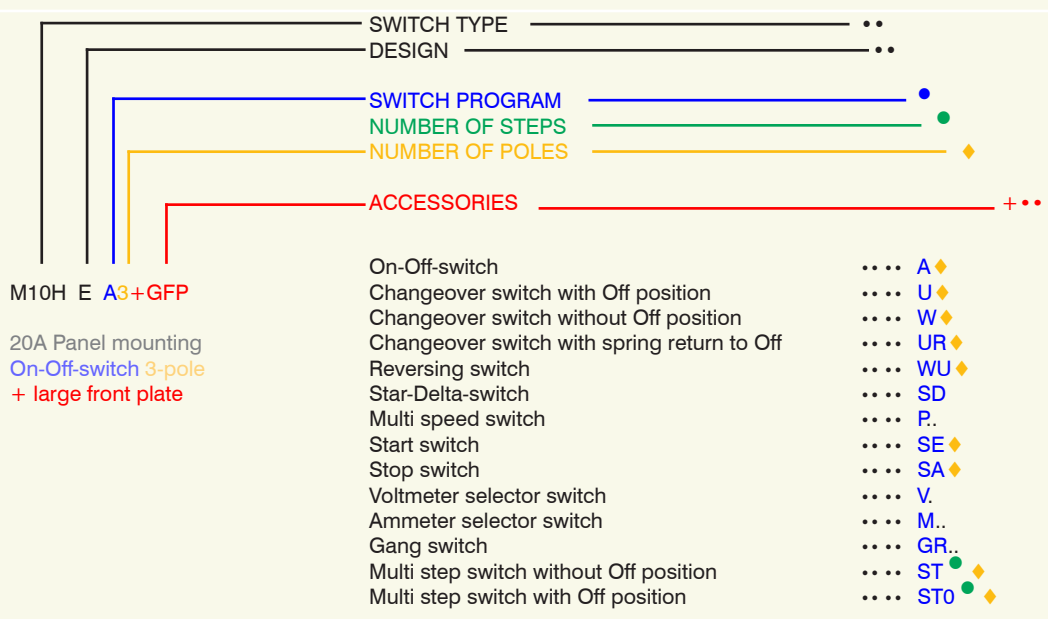 SWITCH TYPE ••
DESIGN ••
SWITCH PROGRAM ●
NUMBER OF STEPS ●
NUMBER OF POLES ♦
ACCESSORIES +••
M10H E A3+GFP
20A Panel mounting
On-Off-switch 3-pole
+ large front plate
On-Off-switch •• •• A♦
Changeover switch with Off position •• •• U♦
Changeover switch without Off position •• •• W♦
Changeover switch with spring return to Off •• •• UR♦
Reversing switch •• •• WU♦
Star-Delta-switch •• •• SD
Multi speed switch •• •• P..
Start switch •• •• SE♦
Stop switch •• •• SA♦
Voltmeter selector switch •• •• V.
Ammeter selector switch •• •• M..
Gang switch •• •• GR..
Multi step switch without Off position •• •• ST●♦
Multi step switch with Off position •• •• ST0●♦